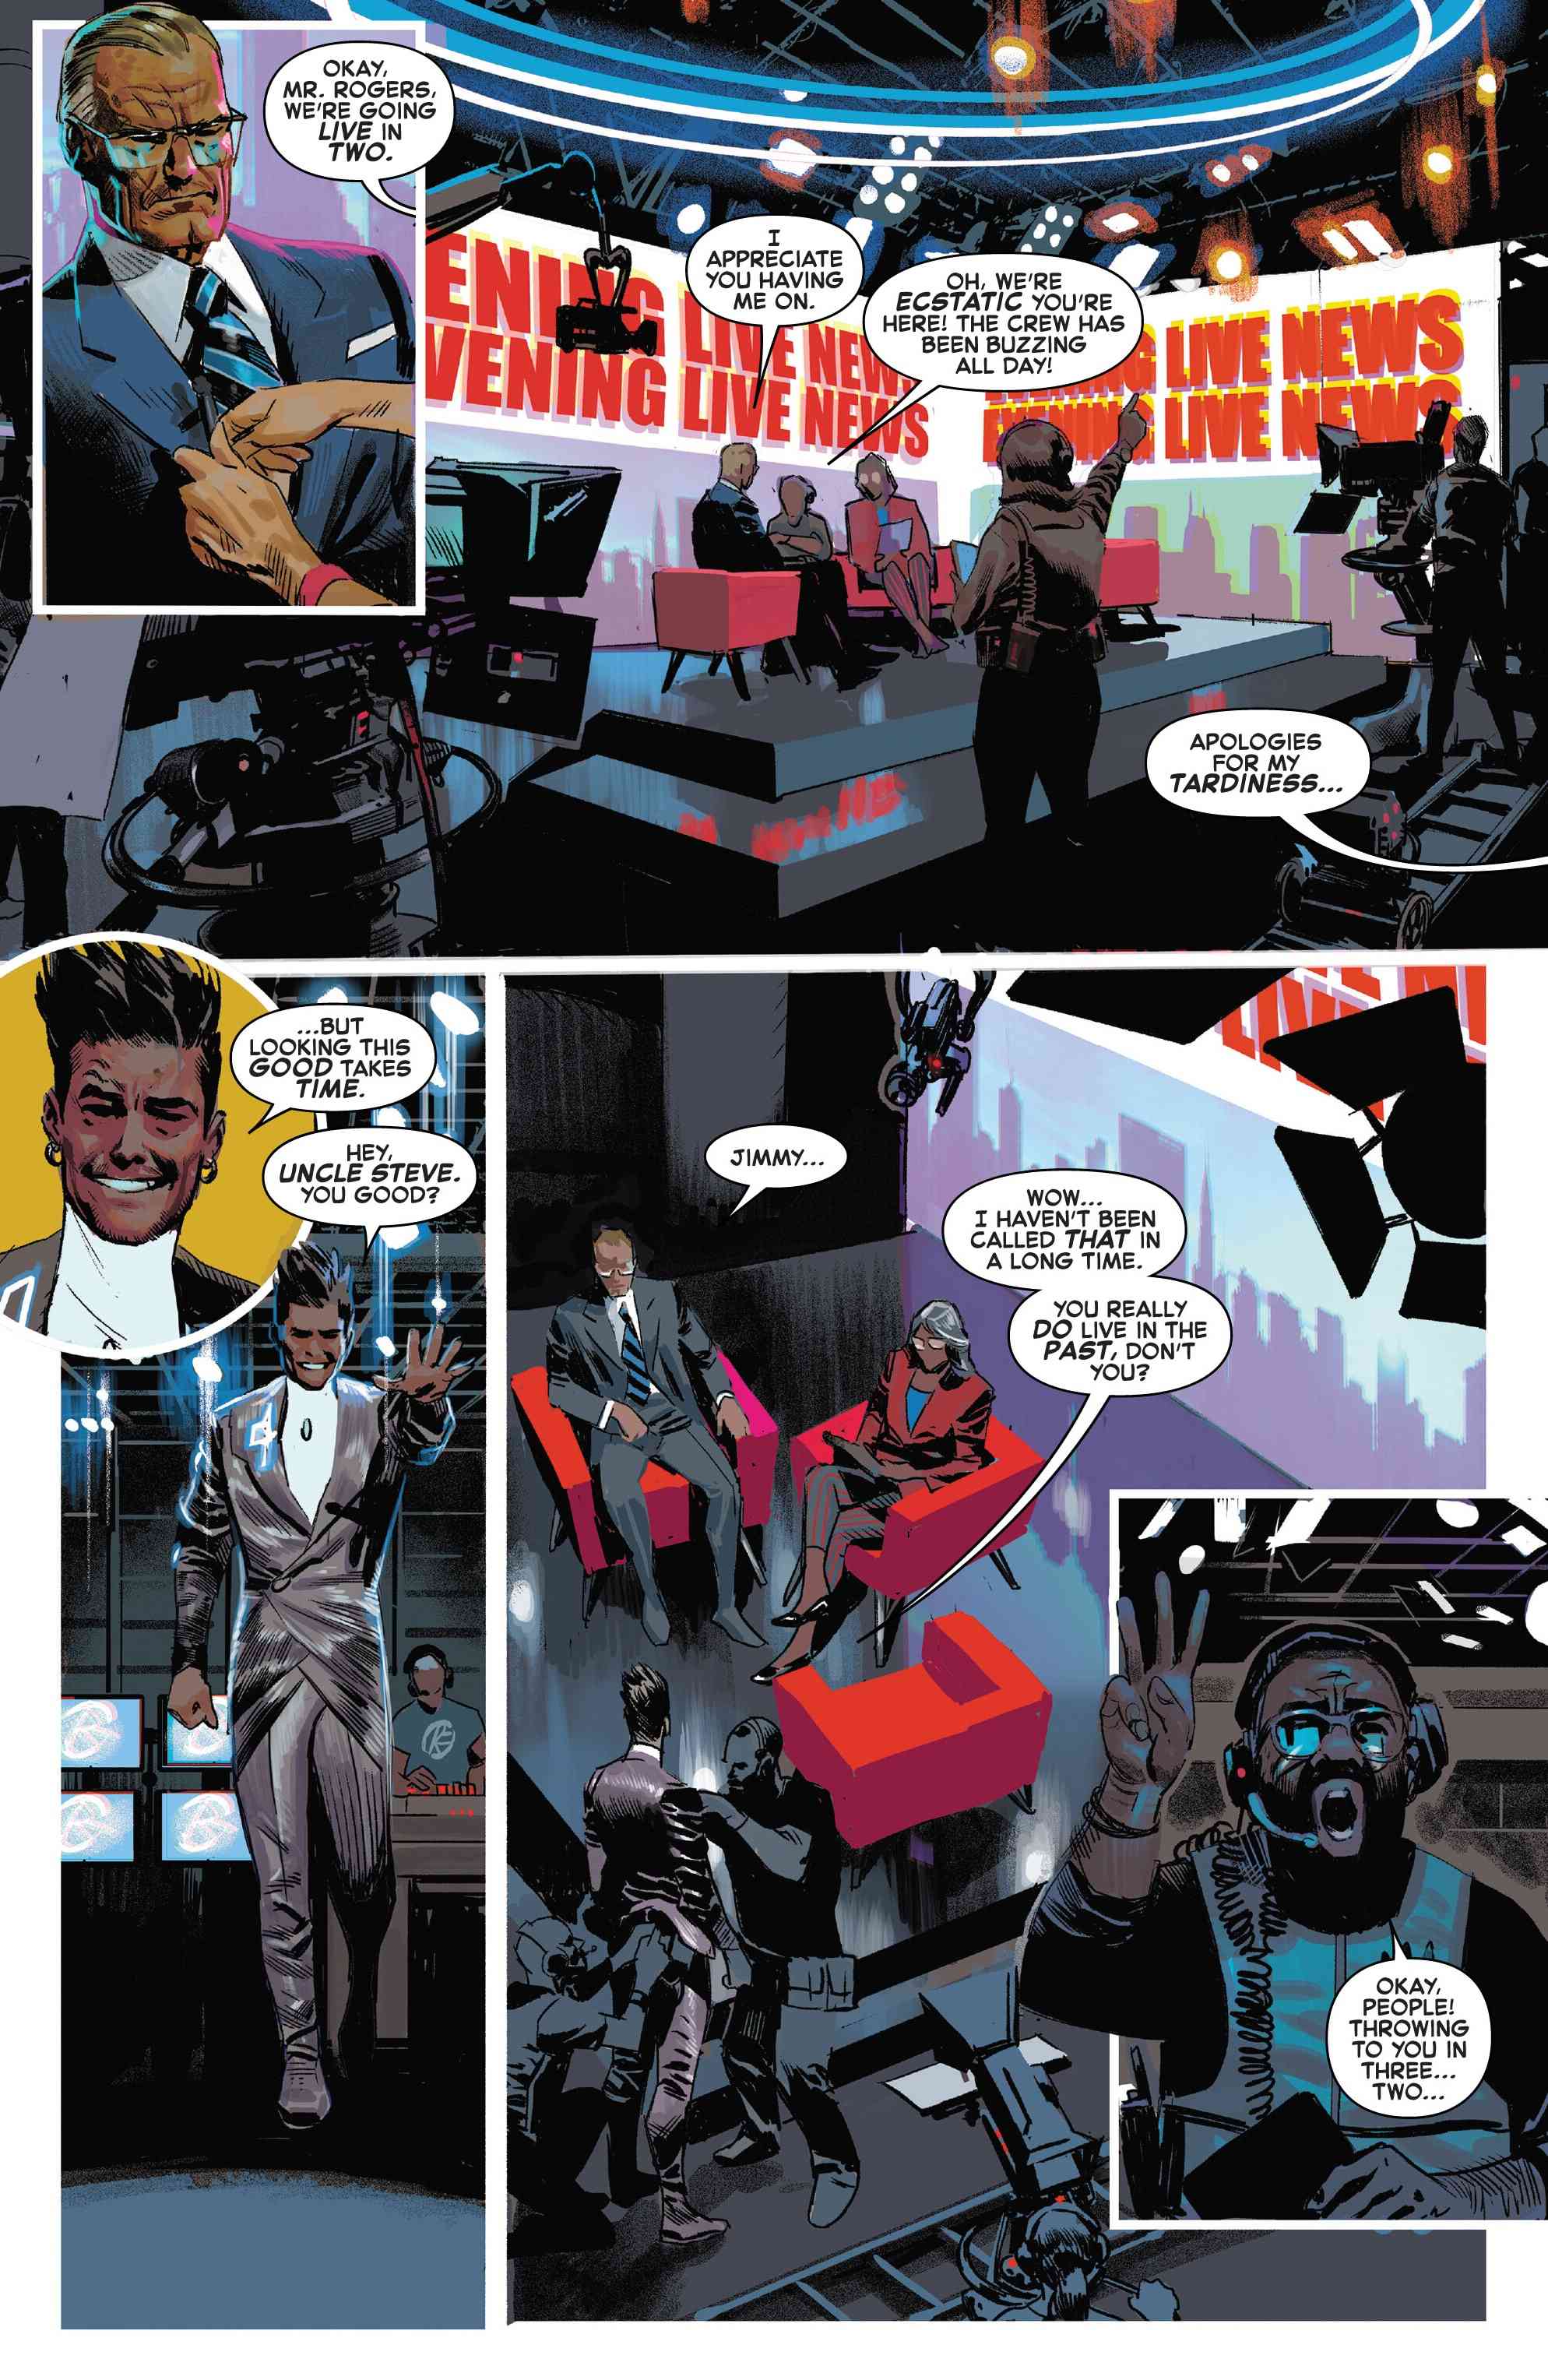 OKAY,
MR. ROGERS,
WE'RE GOING
LIVE IN
TWO.
LIVE NEWS
EVENING LIVE NEWS
LIVE NEWS
EVENING LIVE NEWS
I
APPRECIATE
YOU HAVING
ME ON.
OH, WE'RE
ECSTATIC YOU'RE
HERE! THE CREW HAS
BEEN BUZZING
ALL DAY!
APOLOGIES
FOR MY
TARDINESS...
...BUT
LOOKING THIS
GOOD TAKES
TIME.
HEY,
UNCLE STEVE.
YOU GOOD?
JIMMY...
WOW...
I HAVEN'T BEEN
CALLED THAT IN
A LONG TIME.
YOU REALLY
DO LIVE IN THE
PAST, DON'T
YOU?
LIVE N
OKAY,
PEOPLE!
THROWING
TO YOU IN
THREE...
TWO...